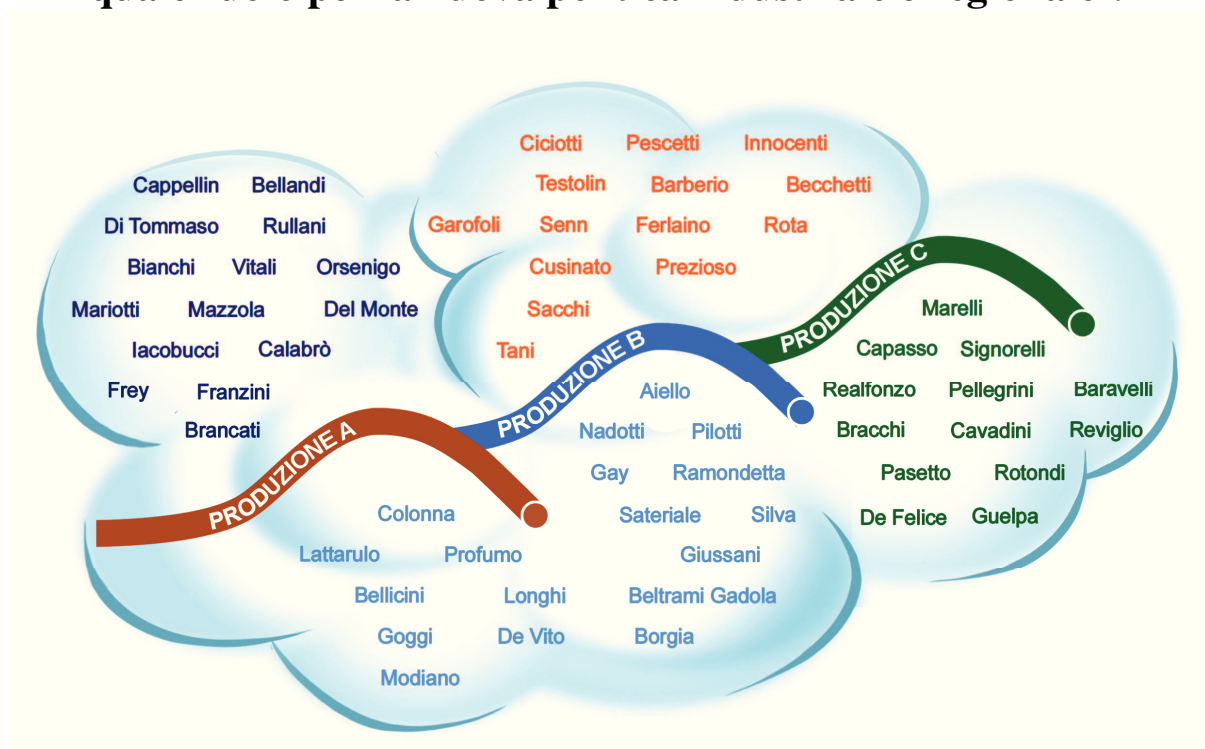 Ciciotti Pescetti Innocenti
Testolin Barberio Becchetti
Garofoli Senn Ferlaino Rota
Cusinato Prezioso
Sacchi
Tani
Cappellin Bellandi
Di Tommaso Rullani
Bianchi Vitali Orsenigo
Mariotti Mazzola Del Monte
Iacobucci Calabrò
Frey Franzini
Brancati
PRODUZIONE A
PRODUZIONE B
PRODUZIONE C
Marelli
Capasso Signorelli
Realfonzo Pellegrini Baravelli
Bracchi Cavadini Reviglio
Pasetto Rotondi
De Felice Guelpa
Aiello
Nadotti Pilotti
Gay Ramondetta
Colonna Sateriale Silva
Lattarulo Profumo Giussani
Bellicini Longhi Beltrami Gadola
Goggi De Vito Borgia
Modiano